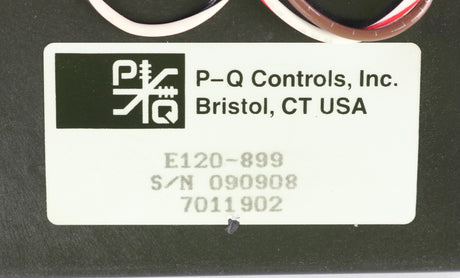 P Q
P-Q Controls, Inc.
Bristol, CT USA
E120-899
S/N 090908
7011902